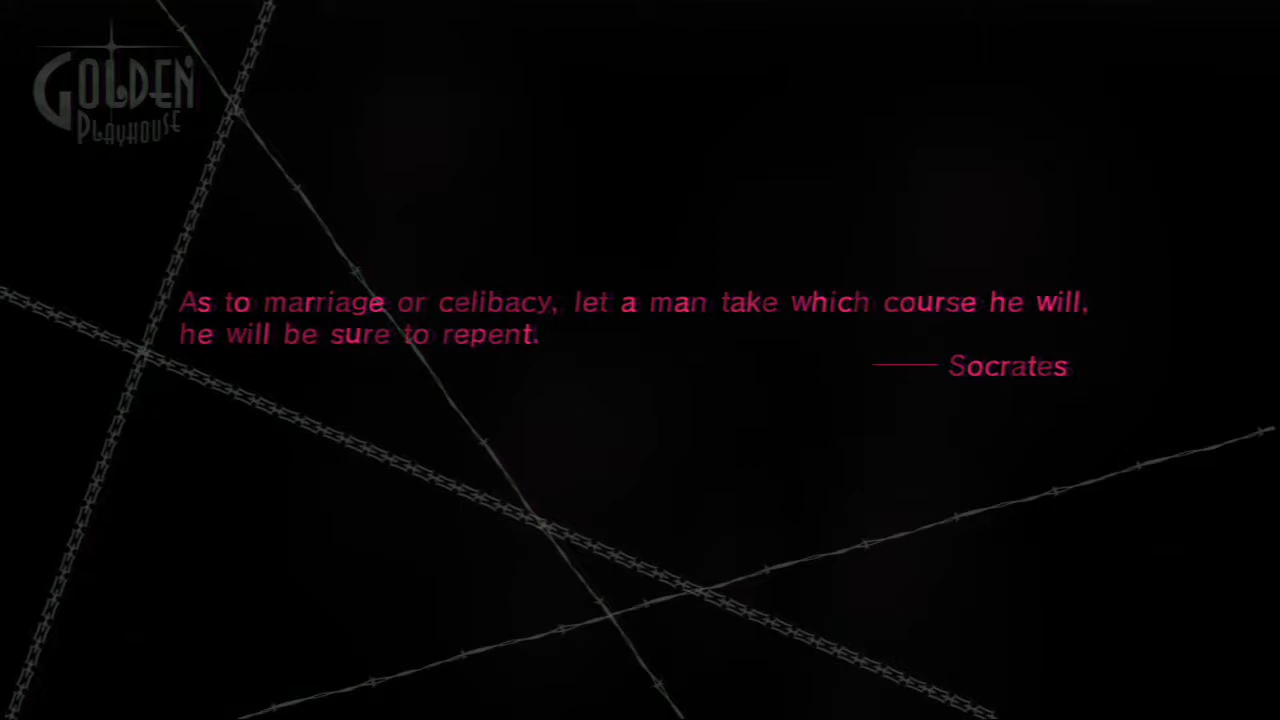 GOLDEN
PLAYHOUSE
As to marriage or celibacy, let a man take which course he will,
he will be sure to repent.
—— Socrates